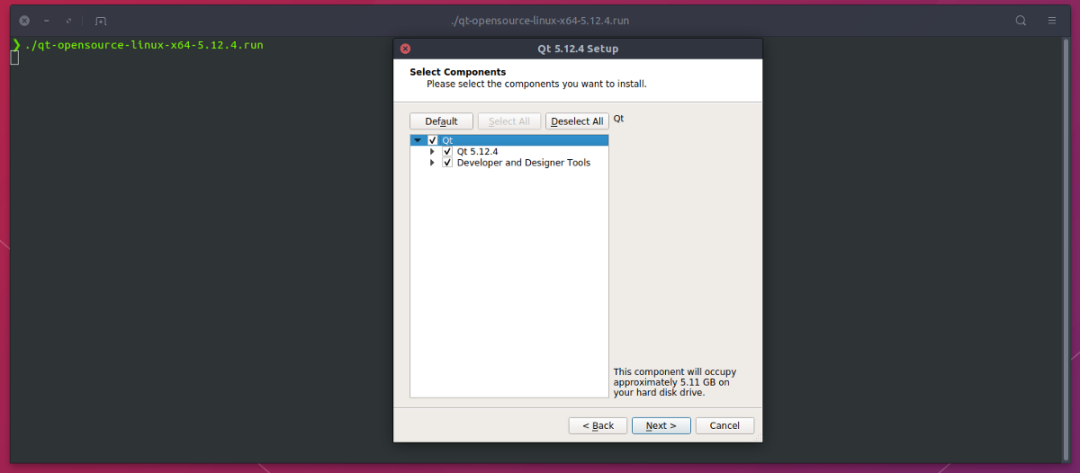 ./qt-opensource-linux-x64-5.12.4.run
❯ ./qt-opensource-linux-x64-5.12.4.run
Qt 5.12.4 Setup
Select Components
Please select the components you want to install.
Default Select All Deselect All Qt
Qt
Qt 5.12.4
Developer and Designer Tools
This component will occupy
approximately 5.11 GB on
your hard disk drive.
< Back Next > Cancel